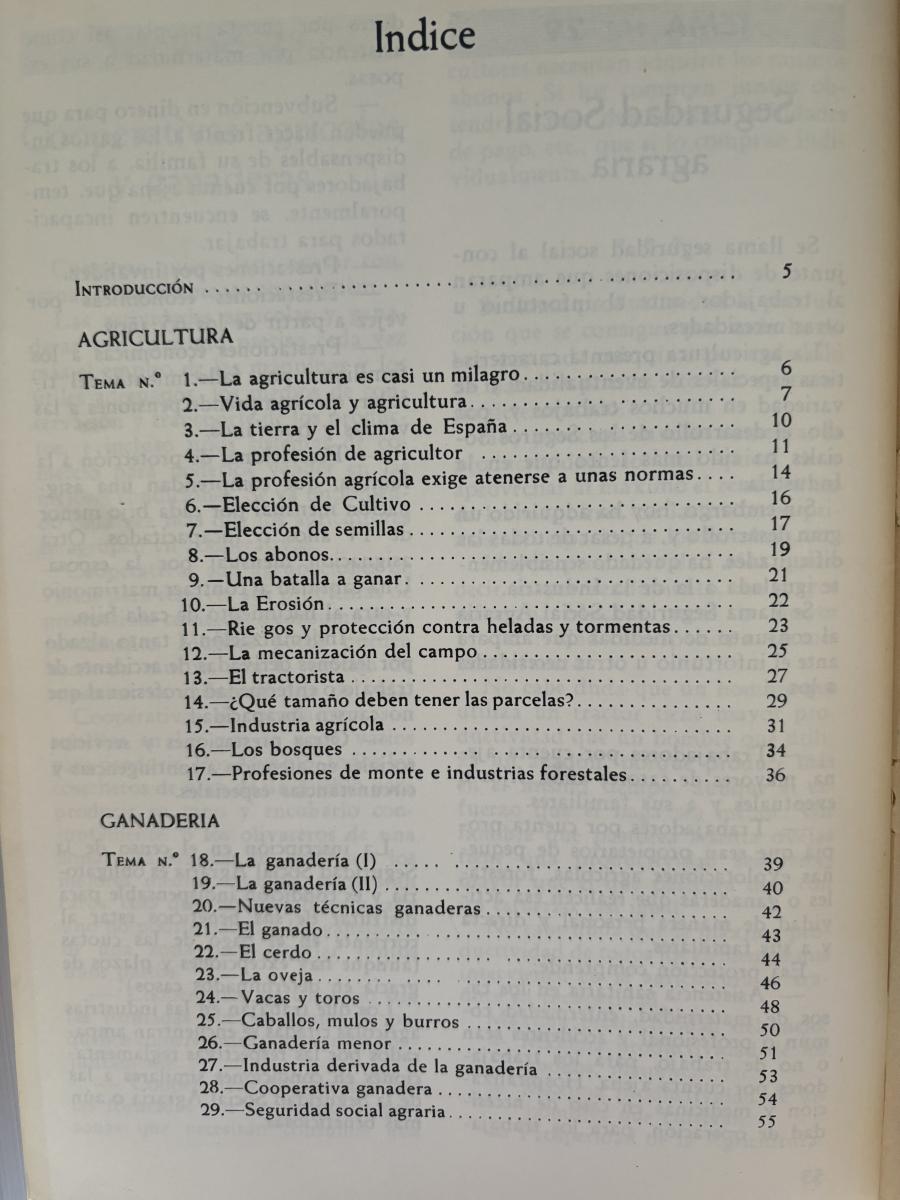 Indice
INTRODUCCIÓN . . . . . . . . . . . . . . . . . . . . . . . . . . . . . . 5
AGRICULTURA
TEMA N.° 1.—La agricultura es casi un milagro. . . . . . . . . . . . . . . . . . . 6
2.—Vida agrícola y agricultura. . . . . . . . . . . . . . . . . . . . . . . 7
3.—La tierra y el clima de España . . . . . . . . . . . . . . . . . . . . 10
4.—La profesión de agricultor . . . . . . . . . . . . . . . . . . . . . . 11
5.—La profesión agrícola exige atenerse a unas normas. . . . 14
6.—Elección de Cultivo . . . . . . . . . . . . . . . . . . . . . . . . . . . 16
7.—Elección de semillas . . . . . . . . . . . . . . . . . . . . . . . . . . . 17
8.—Los abonos. . . . . . . . . . . . . . . . . . . . . . . . . . . . . . . . . . 19
9.—Una batalla a ganar. . . . . . . . . . . . . . . . . . . . . . . . . . . . 21
10.—La Erosión. . . . . . . . . . . . . . . . . . . . . . . . . . . . . . . . . . 22
11.—Rie gos y protección contra heladas y tormentas. . . . . . 23
12.—La mecanización del campo . . . . . . . . . . . . . . . . . . . . . 25
13.—El tractorista . . . . . . . . . . . . . . . . . . . . . . . . . . . . . . . . 27
14.—¿Qué tamaño deben tener las parcelas?. . . . . . . . . . . . . . 29
15.—Industria agrícola . . . . . . . . . . . . . . . . . . . . . . . . . . . . . 31
16.—Los bosques . . . . . . . . . . . . . . . . . . . . . . . . . . . . . . . . 34
17.—Profesiones de monte e industrias forestales. . . . . . . . . . 36
GANADERIA
TEMA N.° 18.—La ganadería (I) . . . . . . . . . . . . . . . . . . . . . . . . . . . . 39
19.—La ganadería (II) . . . . . . . . . . . . . . . . . . . . . . . . . . . . . 40
20.—Nuevas técnicas ganaderas . . . . . . . . . . . . . . . . . . . . . . 42
21.—El ganado. . . . . . . . . . . . . . . . . . . . . . . . . . . . . . . . . . . 43
22.—El cerdo . . . . . . . . . . . . . . . . . . . . . . . . . . . . . . . . . . . . 44
23.—La oveja . . . . . . . . . . . . . . . . . . . . . . . . . . . . . . . . . . . . 46
24.—Vacas y toros . . . . . . . . . . . . . . . . . . . . . . . . . . . . . . . . 48
25.—Caballos, mulos y burros . . . . . . . . . . . . . . . . . . . . . . . 50
26.—Ganadería menor . . . . . . . . . . . . . . . . . . . . . . . . . . . . . 51
27.—Industria derivada de la ganadería . . . . . . . . . . . . . . . . 53
28.—Cooperativa ganadera . . . . . . . . . . . . . . . . . . . . . . . . . . 54
29.—Seguridad social agraria . . . . . . . . . . . . . . . . . . . . . . . . 55